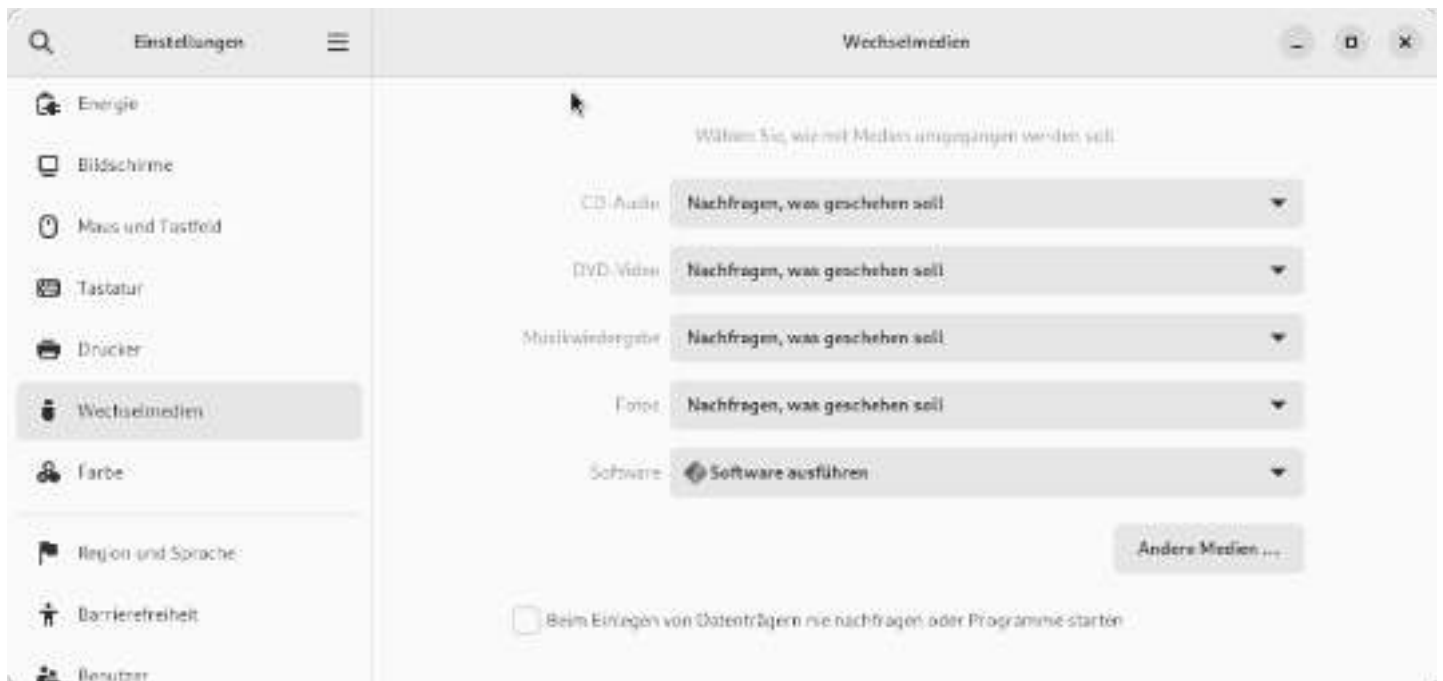 Einstellungen
Wechselmedien
Energie
Bildschirme
Maus und Tastfeld
Tastatur
Drucker
Wechselmedien
Farbe
Region und Sprache
Barrierefreiheit
Benutzer
Wählen Sie, wie mit Medien umgegangen werden soll
CD-Audio Nachfragen, was geschehen soll
DVD-Video Nachfragen, was geschehen soll
Musikwiedergabe Nachfragen, was geschehen soll
Fotos Nachfragen, was geschehen soll
Software Software ausführen
Andere Medien ...
Beim Einlegen von Datenträgern nie nachfragen oder Programme starten